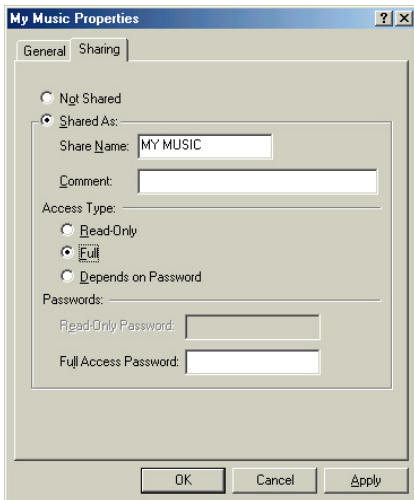 My Music Properties
General Sharing
Not Shared
Shared As:
Share Name: MY MUSIC
Comment:
Access Type:
Read-Only
Full
Depends on Password
Passwords:
Read-Only Password:
Full Access Password:
OK Cancel Apply